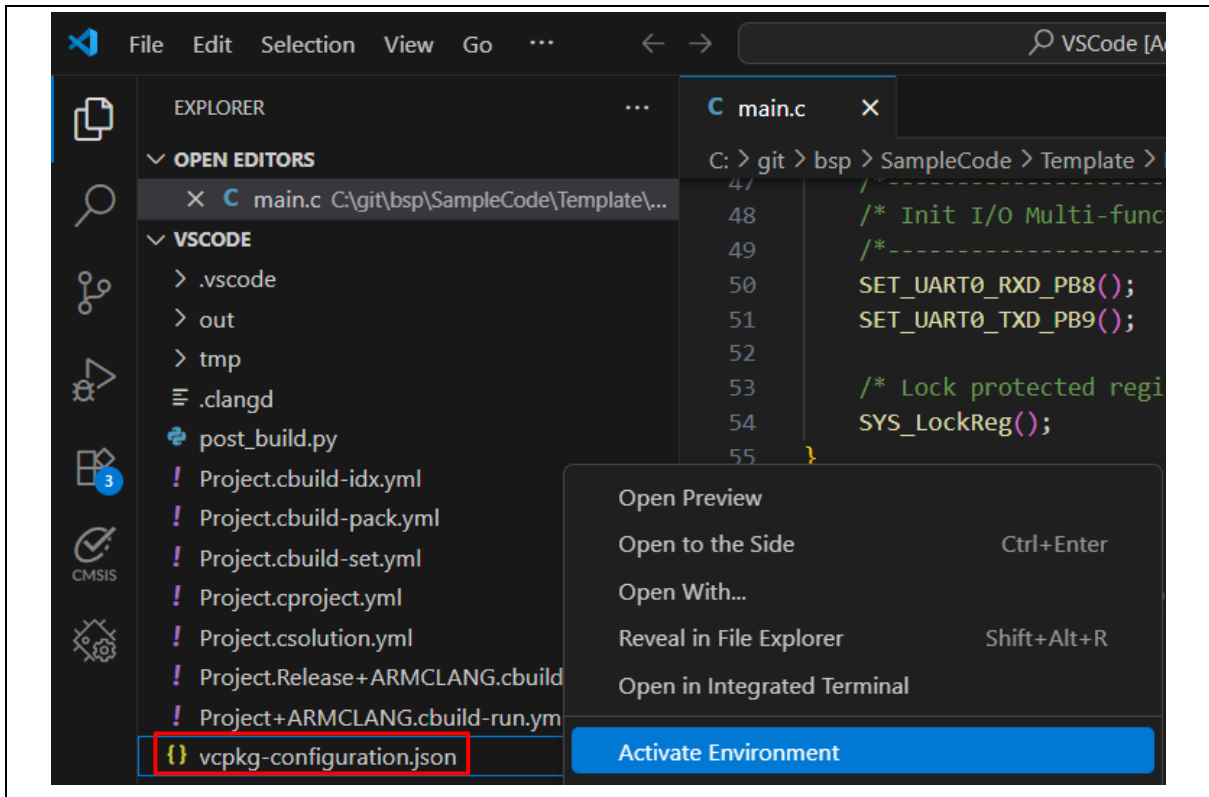 File Edit Selection View Go ··· VSCode [A
EXPLORER ···
C main.c
OPEN EDITORS
C: > git > bsp > SampleCode > Template >
C main.c C:\git\bsp\SampleCode\Template\...
47 /*----------------------
48 /* Init I/O Multi-func
VSCODE
49 /*----------------------
.vscode
50 SET_UART0_RXD_PB8();
out
51 SET_UART0_TXD_PB9();
tmp
52
.clangd
53 /* Lock protected regi
post_build.py
54 SYS_LockReg();
55 }
Project.cbuild-idx.yml
3
Open Preview
Project.cbuild-pack.yml
Open to the Side Ctrl+Enter
Project.cbuild-set.yml
CMSIS
Open With...
Project.cproject.yml
Reveal in File Explorer Shift+Alt+R
Project.csolution.yml
Open in Integrated Terminal
Project.Release+ARMCLANG.cbuild
Project+ARMCLANG.cbuild-run.ym
Activate Environment
{} vcpkg-configuration.json